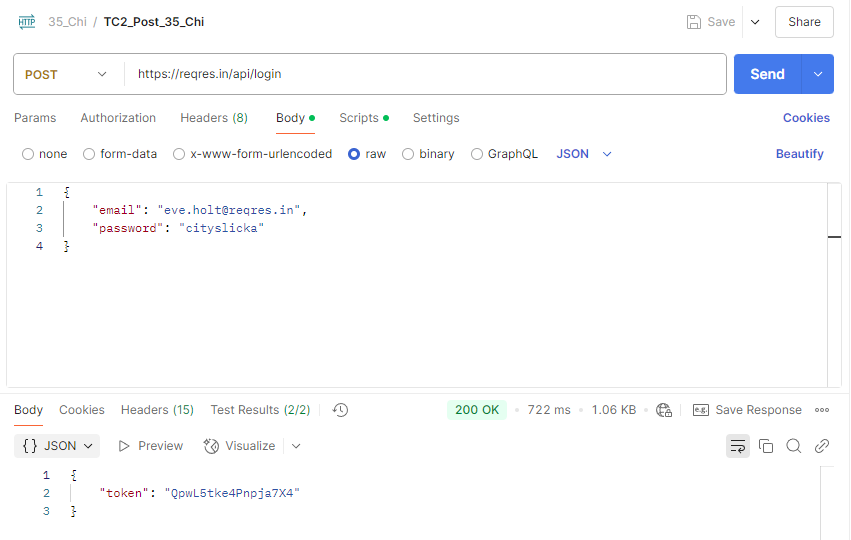 HTTP 35_Chi / TC2_Post_35_Chi Save Share
POST https://reqres.in/api/login Send
Params Authorization Headers (8) Body Scripts Settings Cookies
none form-data x-www-form-urlencoded raw binary GraphQL JSON Beautify
1 {
2 "email": "eve.holt@reqres.in",
3 "password": "cityslicka"
4 }
Body Cookies Headers (15) Test Results (2/2) 200 OK 722 ms 1.06 KB e.g. Save Response
{} JSON Preview Visualize
1 {
2 "token": "QpwL5tke4Pnpja7X4"
3 }